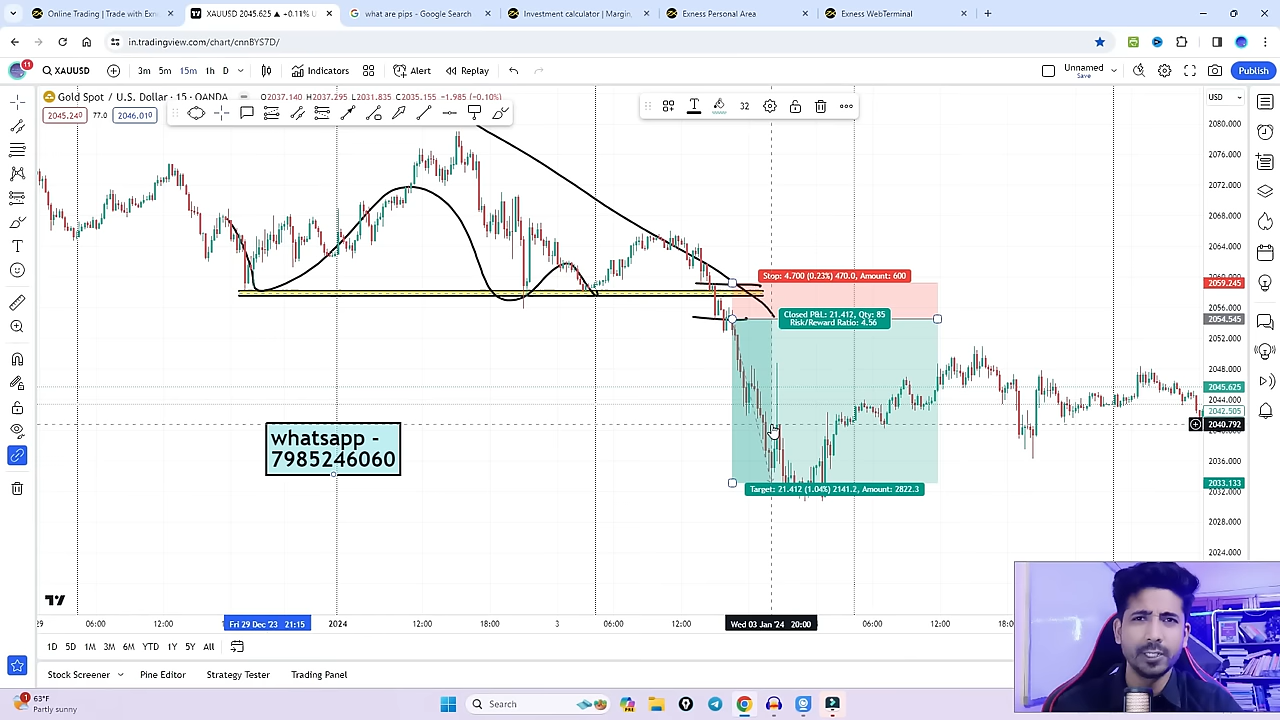 Online Trading | Trade with Exn
XAUUSD 2045.625 ▲ +0.11% U
what are pips - Google Search
Investment calculator | Margin,
Exness Personal Area
Exness WebTerminal
in.tradingview.com/chart/cnnBYS7D/
11
XAUUSD
3m 5m 15m 1h D
Indicators
Alert
Replay
Unnamed
Save
Publish
Gold Spot / U.S. Dollar · 15 · OANDA
O2037.140 H2037.295 L2031.835 C2035.155 −1.985 (−0.10%)
2045.240
77.0
46.010
32
USD
2080.000
2076.000
2072.000
2068.000
2064.000
2059.245
2056.000
2054.545
2052.000
2048.000
2045.625
2044.000
2042.505
2040.792
2036.000
2033.133
2032.000
2028.000
2024.000
Stop: 4.700 (0.23%) 470.0, Amount: 600
Closed P&L: 21.412, Qty: 85
Risk/Reward Ratio: 4.56
Target: 21.412 (1.04%) 2141.2, Amount: 2822.3
whatsapp -
7985246060
29
06:00
12:00
Fri 29 Dec '23 21:15
2024
12:00
06:00
12:00
Wed 03 Jan '24 20:00
06:00
12:00
18:00
1D 5D 1M 3M 6M YTD 1Y 5Y All
Stock Screener
Pine Editor
Strategy Tester
Trading Panel
1
63°F
Partly sunny
Search